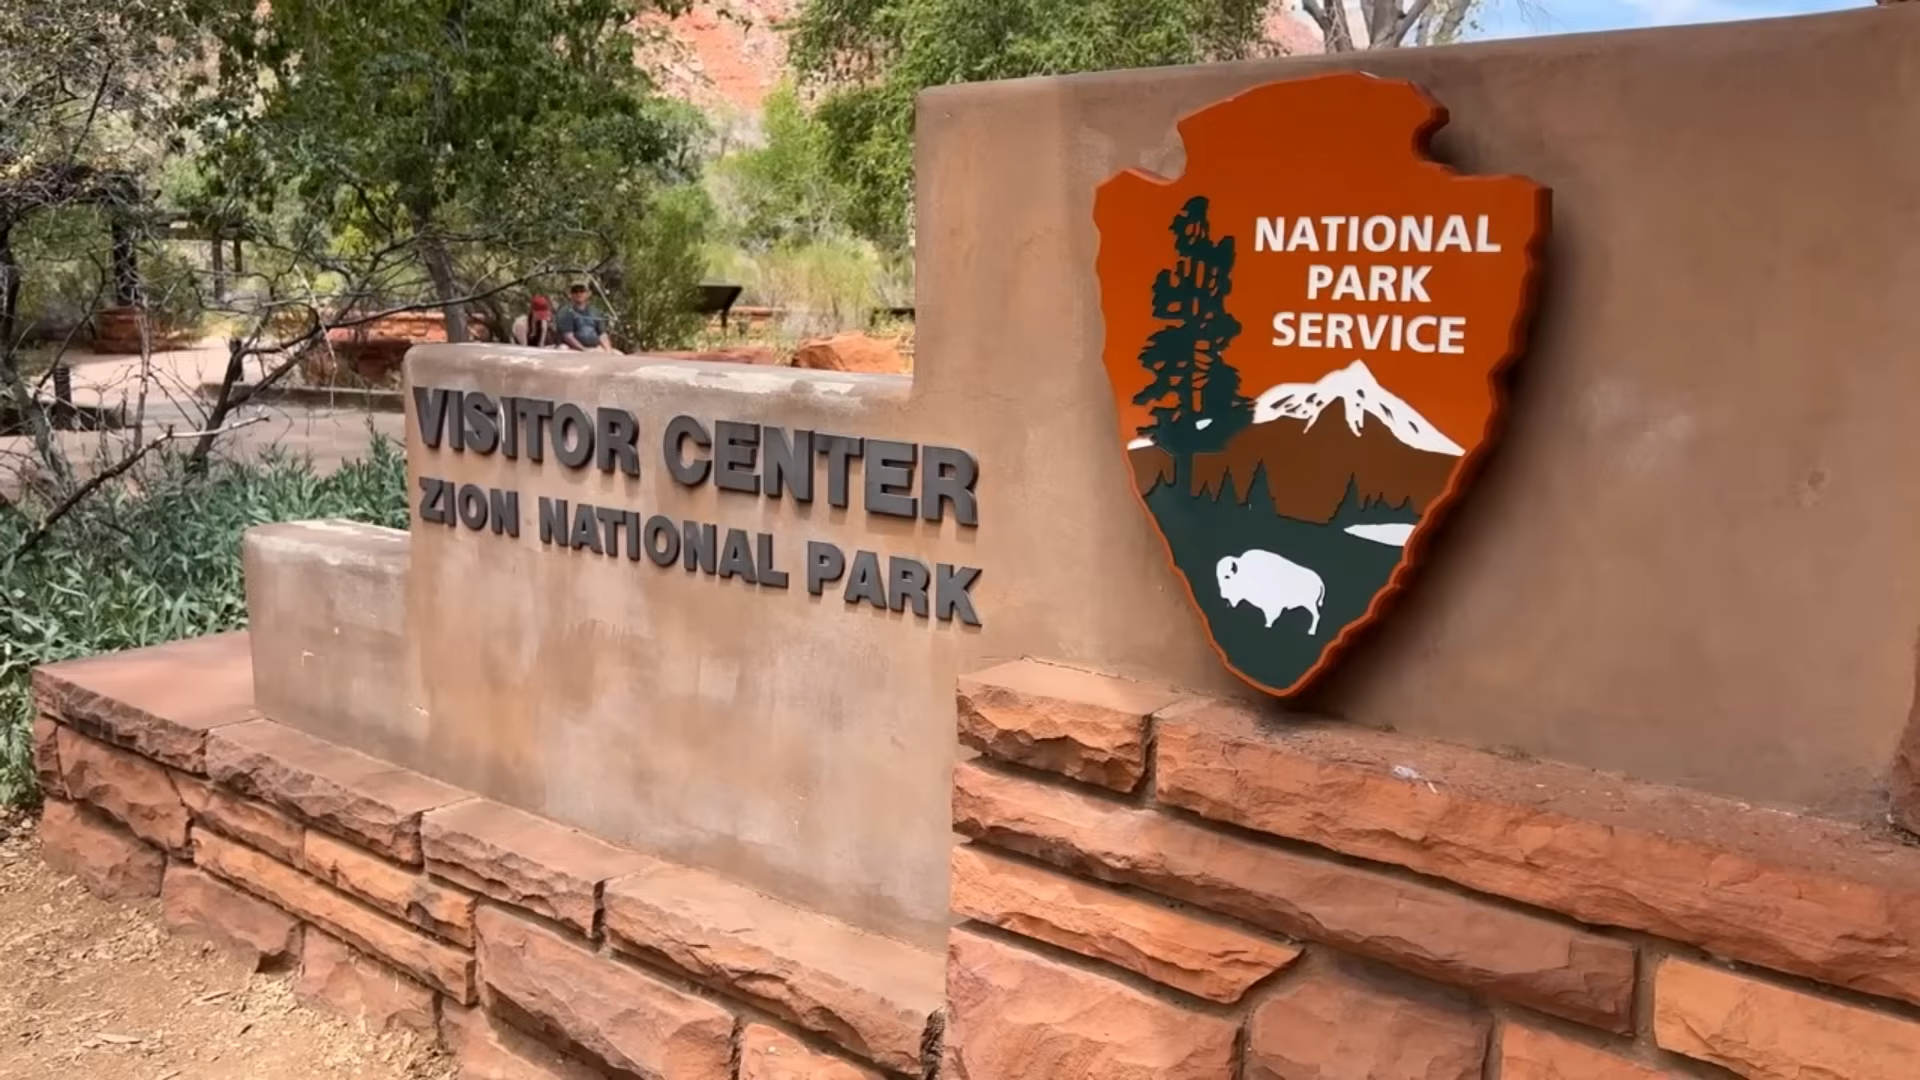 VISITOR CENTER
ZION NATIONAL PARK
NATIONAL
PARK
SERVICE